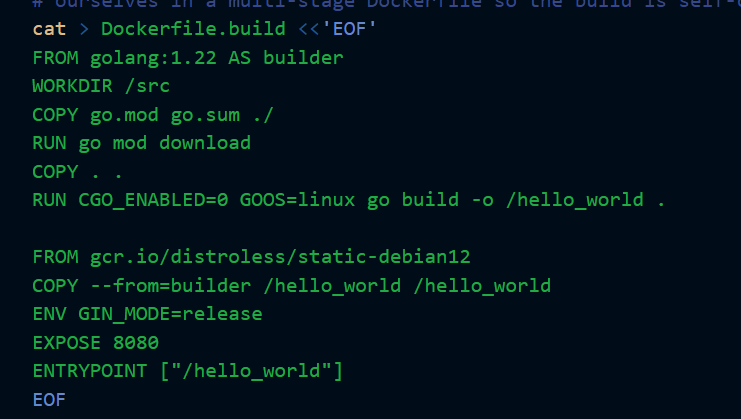 # ourselves in a multi-stage Dockerfile so the build is
cat > Dockerfile.build <<'EOF'
FROM golang:1.22 AS builder
WORKDIR /src
COPY go.mod go.sum ./
RUN go mod download
COPY . .
RUN CGO_ENABLED=0 GOOS=linux go build -o /hello_world .
FROM gcr.io/distroless/static-debian12
COPY --from=builder /hello_world /hello_world
ENV GIN_MODE=release
EXPOSE 8080
ENTRYPOINT ["/hello_world"]
EOF